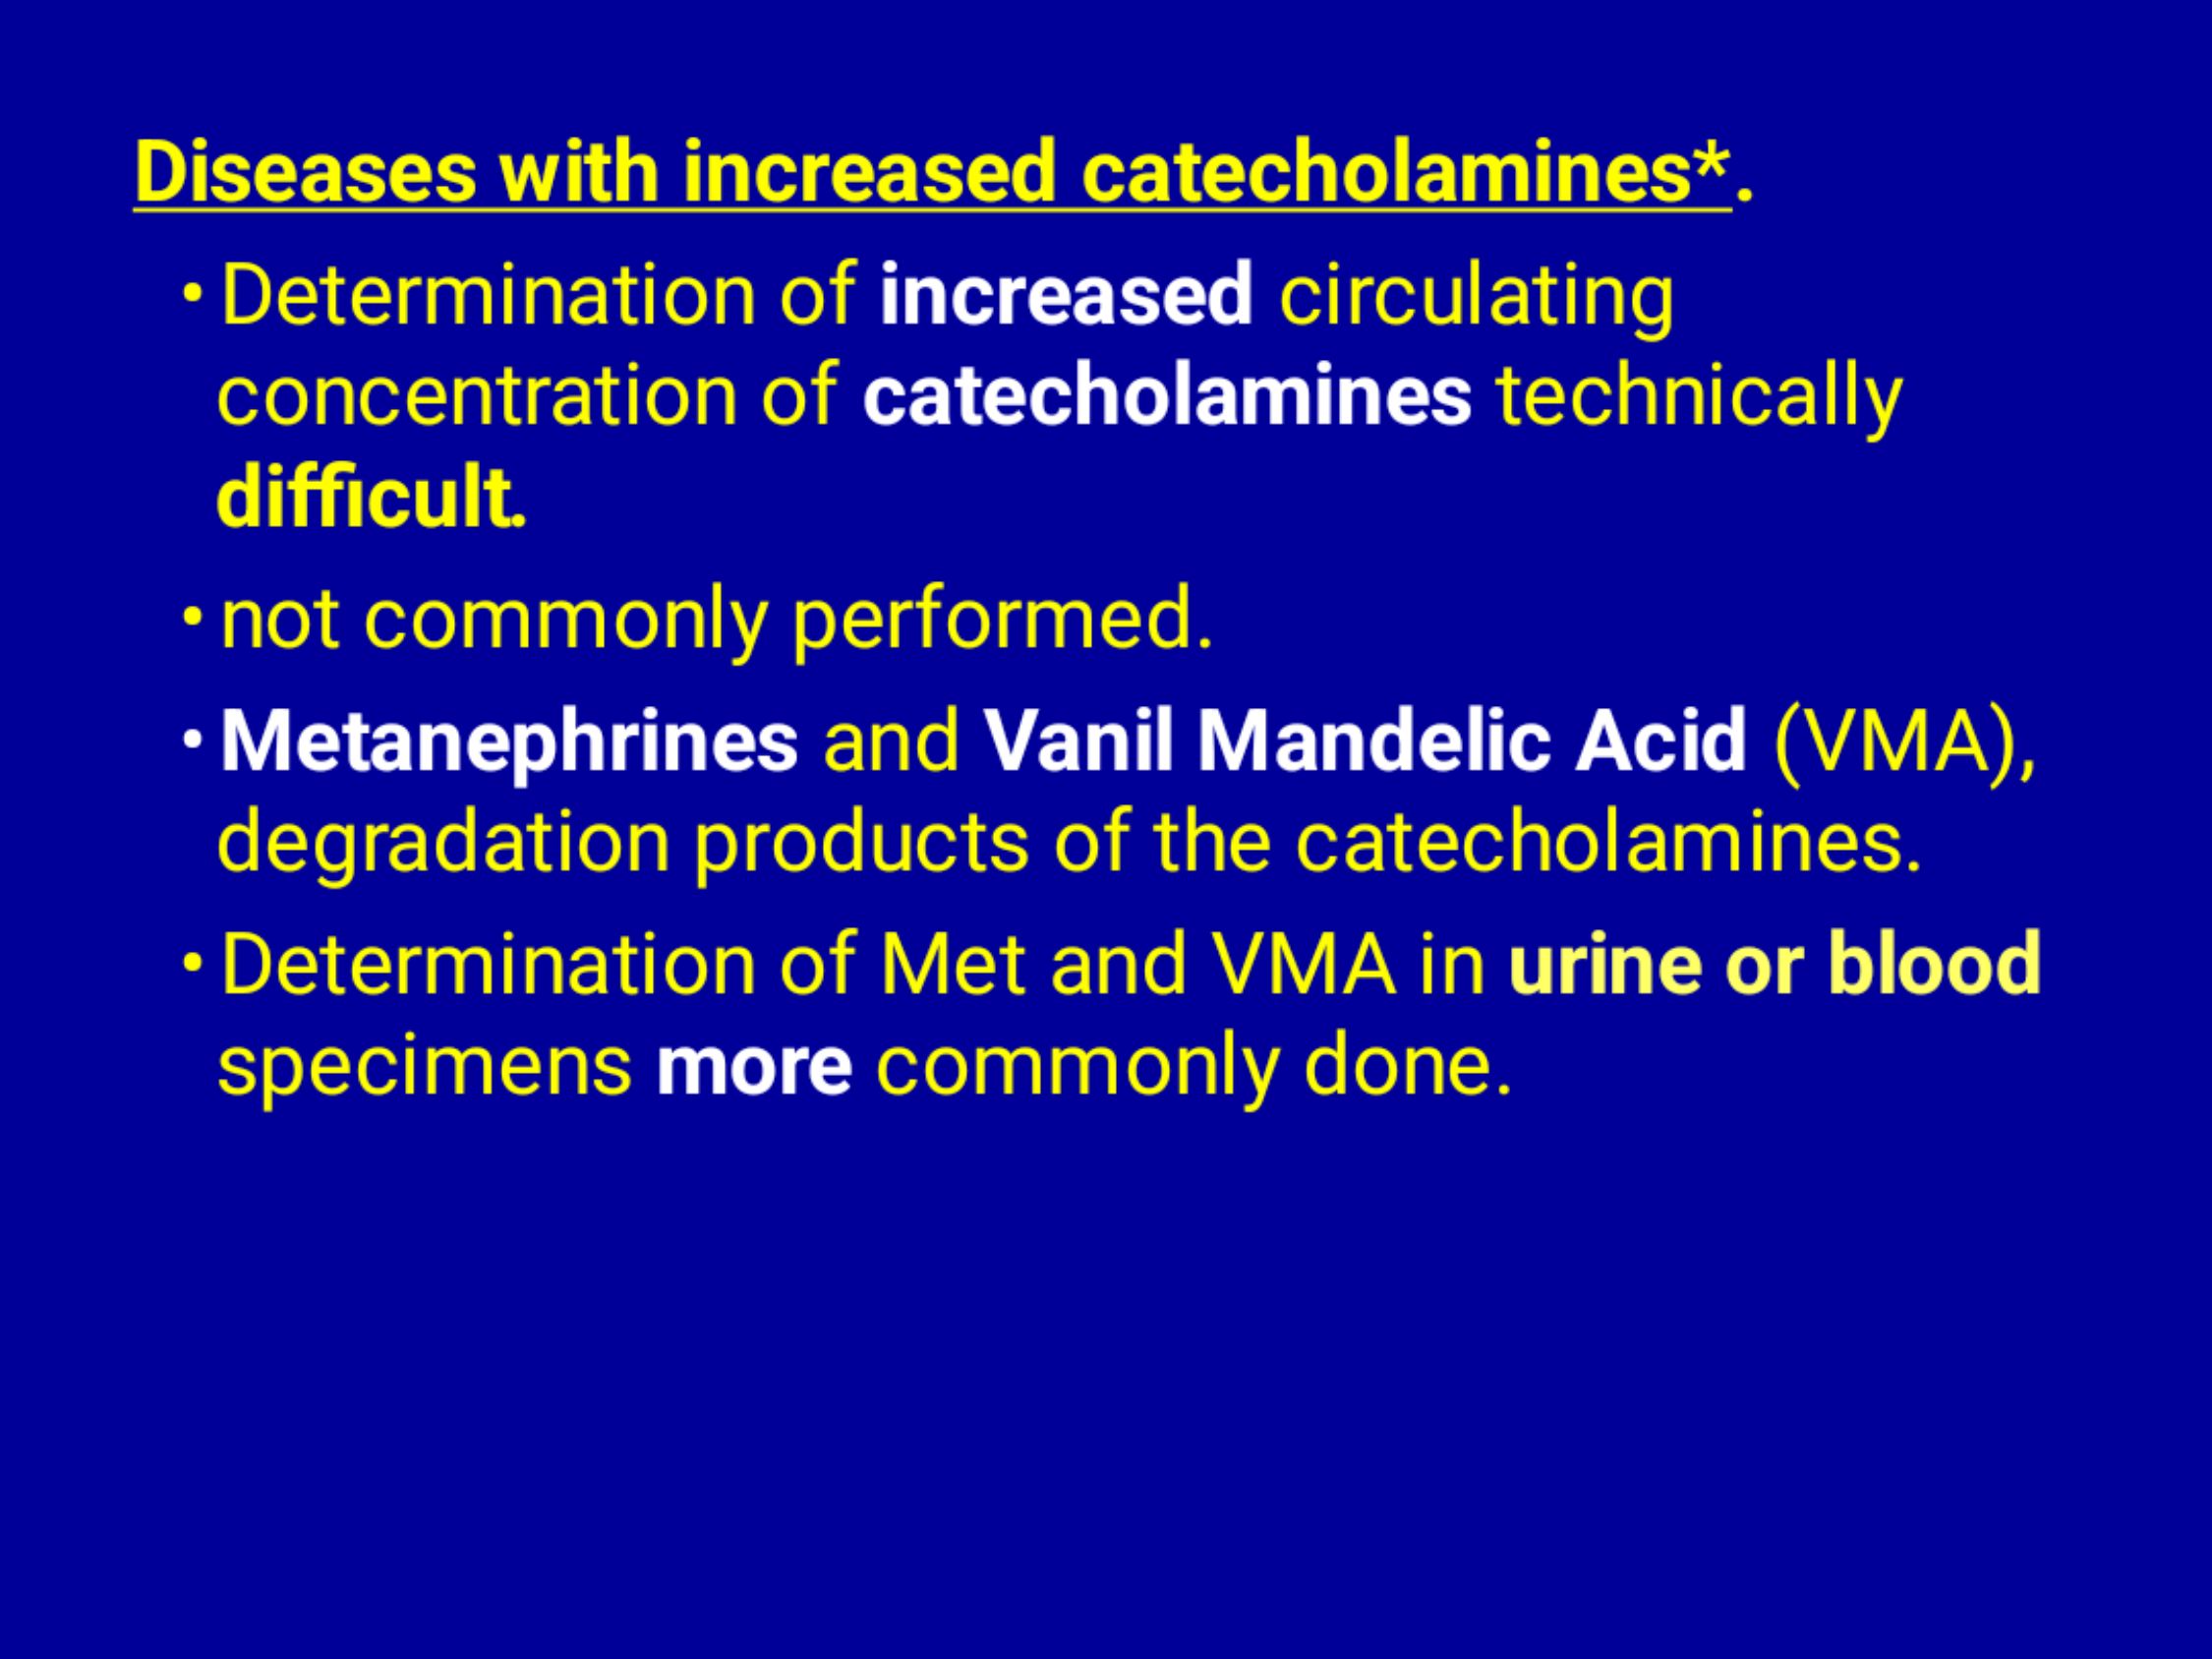 Diseases with increased catecholamines*.
• Determination of increased circulating
concentration of catecholamines technically
difficult.
• not commonly performed.
• Metanephrines and Vanil Mandelic Acid (VMA),
degradation products of the catecholamines.
• Determination of Met and VMA in urine or blood
specimens more commonly done.